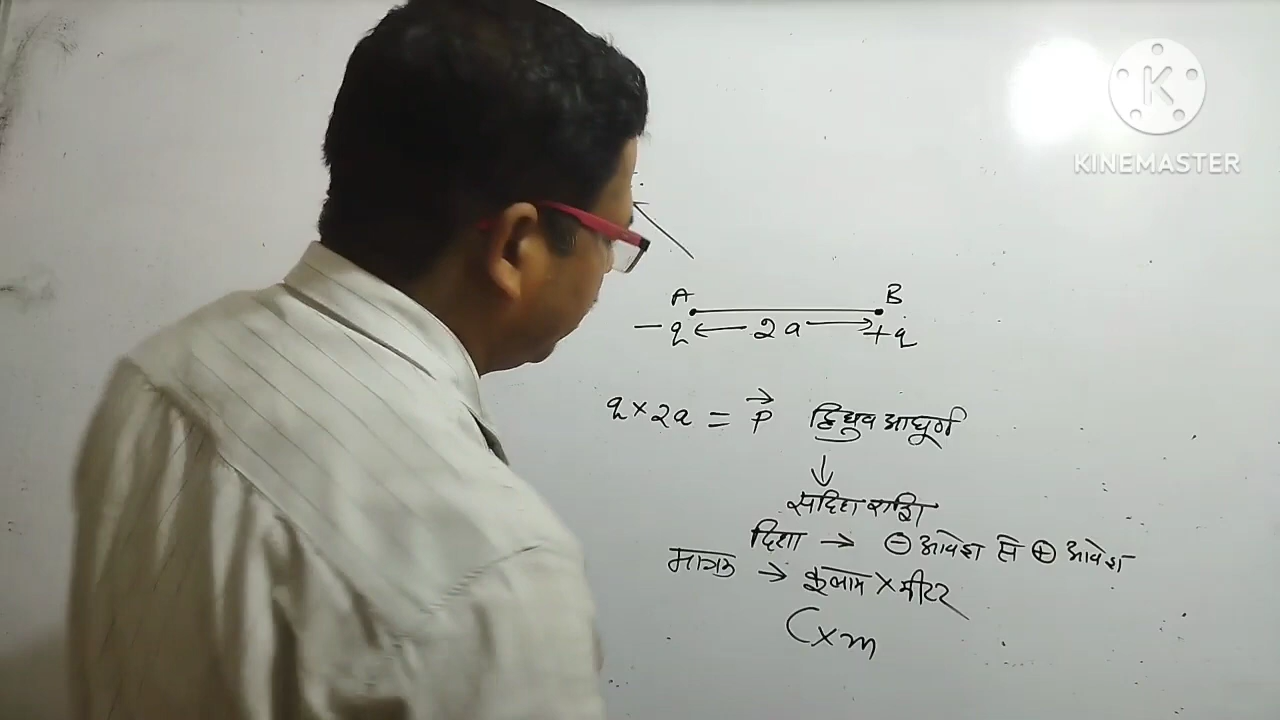 K
KINEMASTER
A B
– q ← 2a → +q
q × 2a = P⃗ द्विध्रुव आघूर्ण
↓
सदिश राशि
दिशा → ⊖ आवेश से ⊕ आवेश
मात्रक → कूलाम × मीटर
C×m